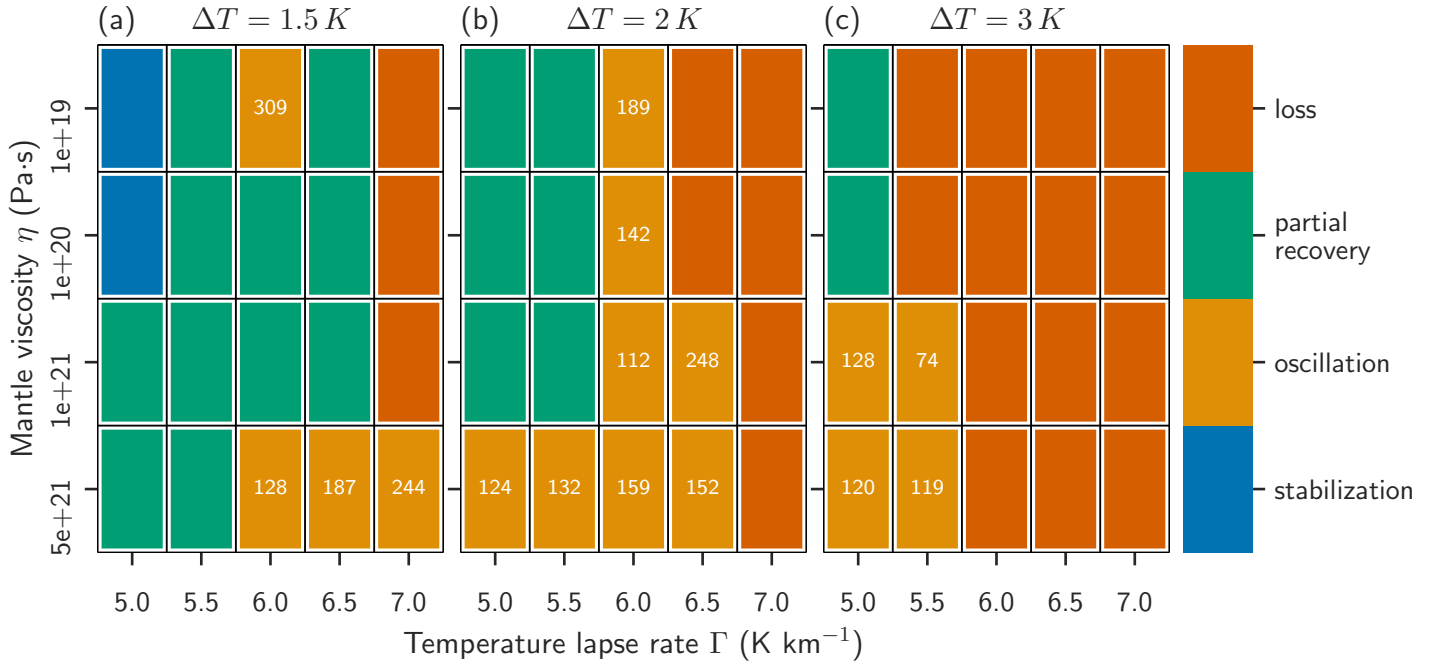 (a) ΔT = 1.5 K
(b) ΔT = 2 K
(c) ΔT = 3 K
Mantle viscosity η (Pa·s)
1e+19
1e+20
1e+21
5e+21
309
128 187 244
189
142
112 248
124 132 159 152
128 74
120 119
5.0 5.5 6.0 6.5 7.0
5.0 5.5 6.0 6.5 7.0
5.0 5.5 6.0 6.5 7.0
Temperature lapse rate Γ (K km⁻¹)
loss
partial
recovery
oscillation
stabilization